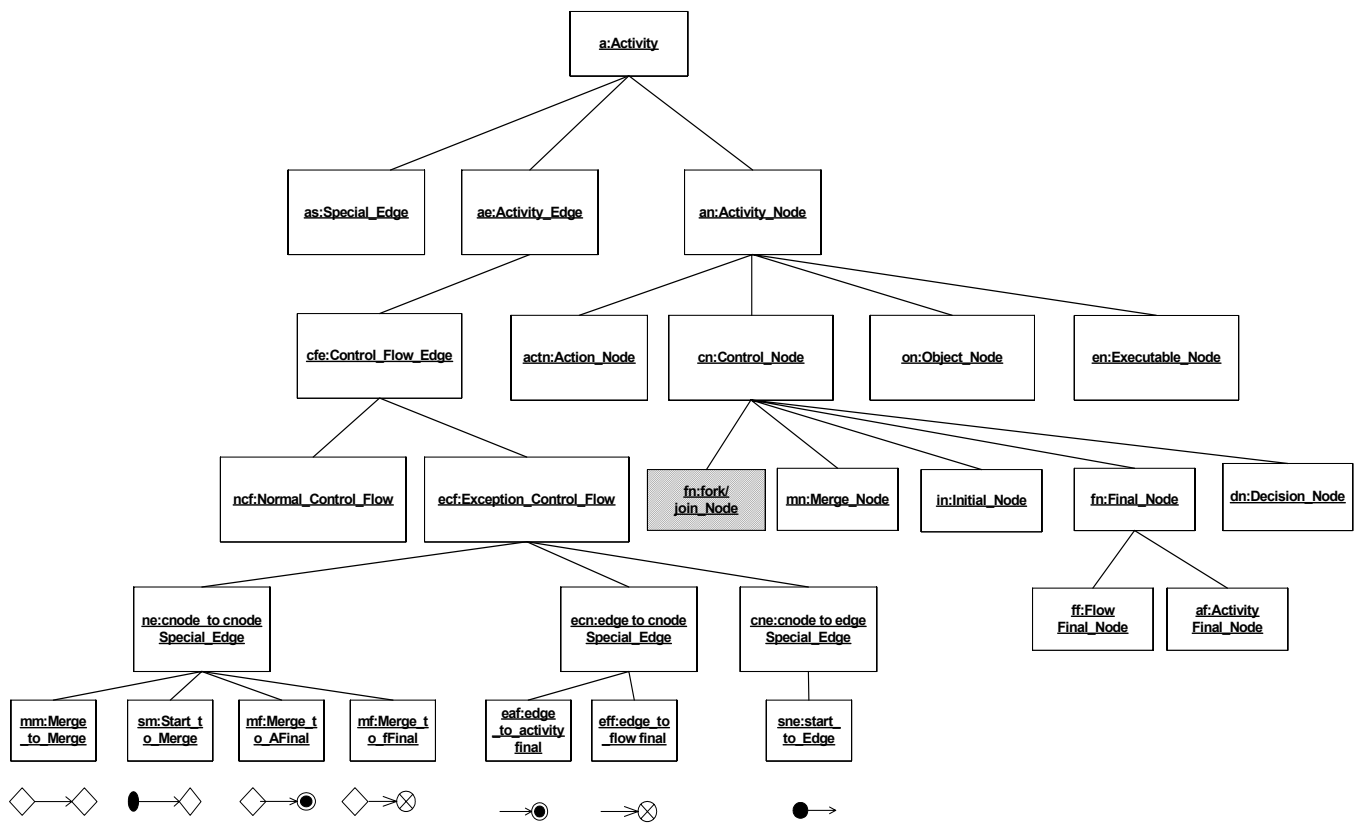 a:Activity
as:Special_Edge
ae:Activity_Edge
an:Activity_Node
cfe:Control_Flow_Edge
actn:Action_Node
cn:Control_Node
on:Object_Node
en:Executable_Node
ncf:Normal_Control_Flow
ecf:Exception_Control_Flow
fn:fork/
join_Node
mn:Merge_Node
in:Initial_Node
fn:Final_Node
dn:Decision_Node
ne:cnode_to cnode
Special_Edge
ecn:edge to cnode
Special_Edge
cne:cnode to edge
Special_Edge
ff:Flow
Final_Node
af:Activity
Final_Node
mm:Merge
_to_Merge
sm:Start_t
o_Merge
mf:Merge_t
o_AFinal
mf:Merge_t
o_fFinal
eaf:edge
_to_activity
final
eff:edge_to
_flow final
sne:start_
to_Edge